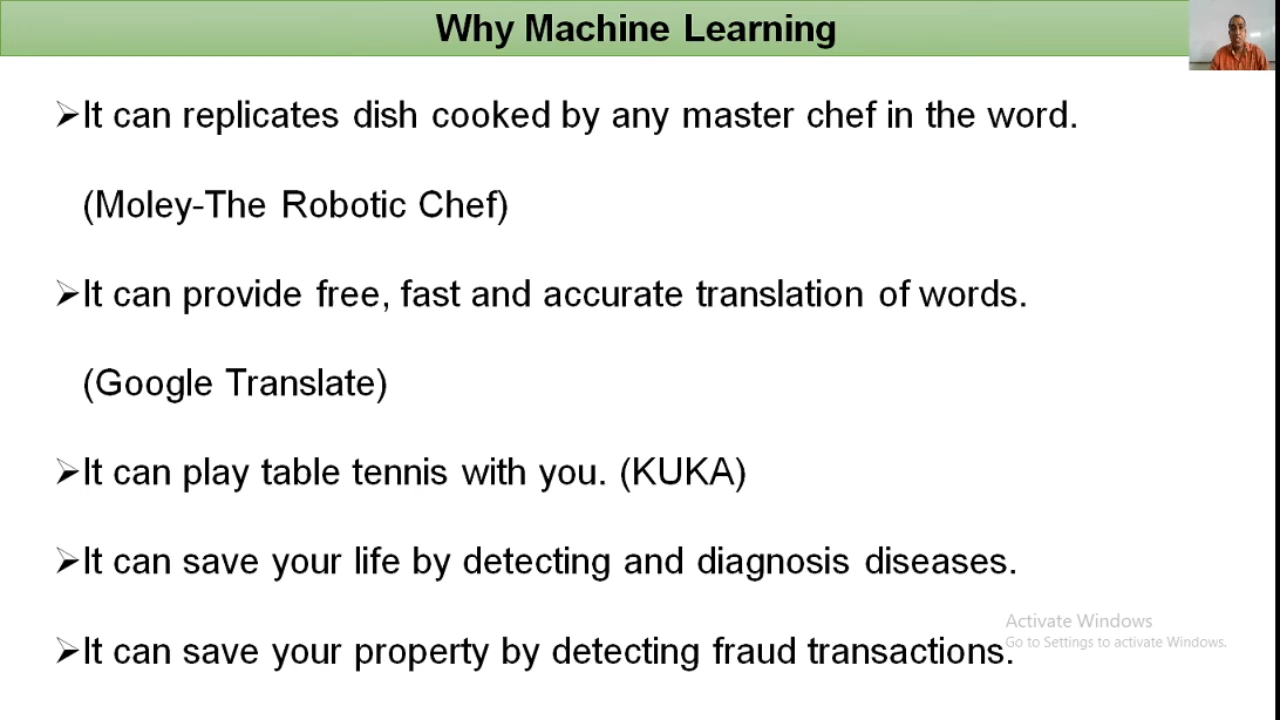 Why Machine Learning
➢It can replicates dish cooked by any master chef in the word.
(Moley-The Robotic Chef)
➢It can provide free, fast and accurate translation of words.
(Google Translate)
➢It can play table tennis with you. (KUKA)
➢It can save your life by detecting and diagnosis diseases.
Activate Windows
Go to Settings to activate Windows.
➢It can save your property by detecting fraud transactions.